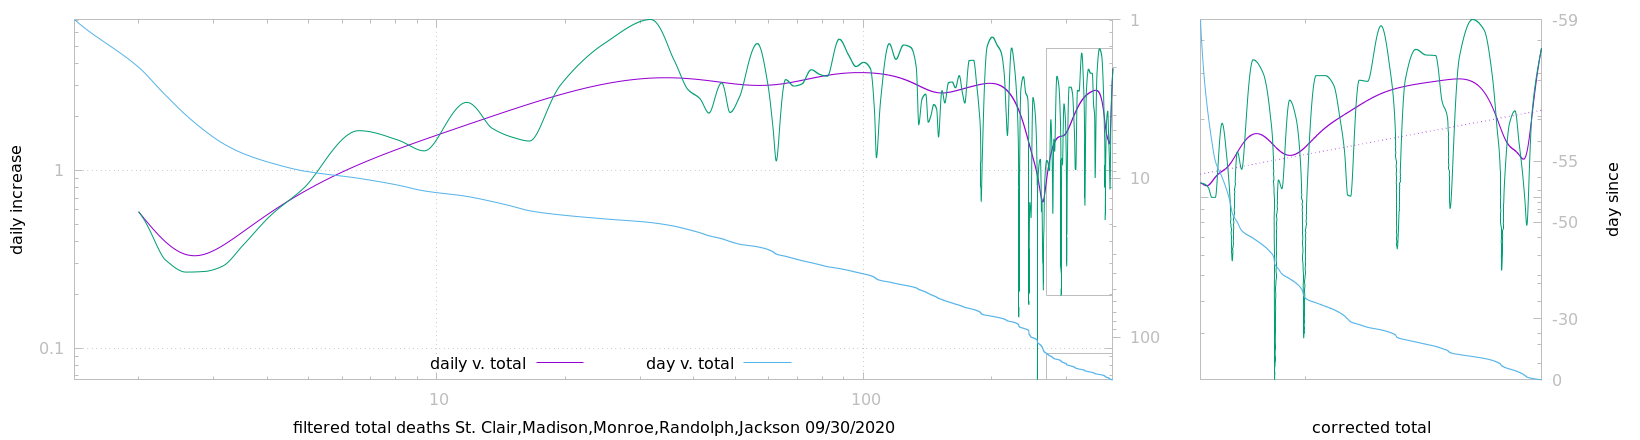 1
-59
daily increase
1
10
-55
-50
day since
0.1
daily v. total
day v. total
100
-30
0
10
100
filtered total deaths St. Clair,Madison,Monroe,Randolph,Jackson 09/30/2020
corrected total